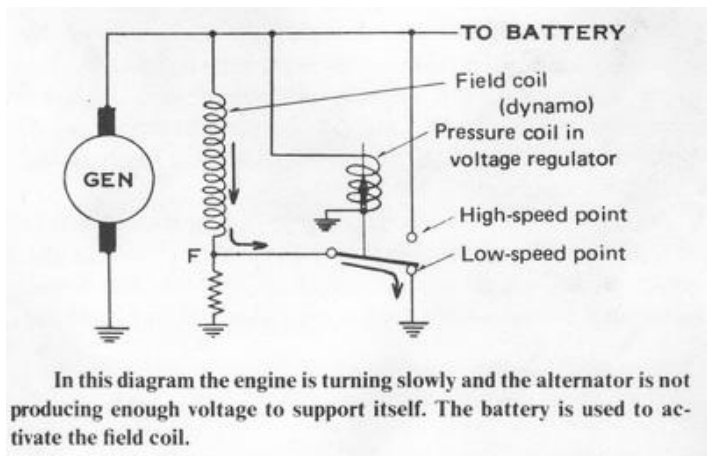 TO BATTERY
Field coil
(dynamo)
Pressure coil in
voltage regulator
GEN
High-speed point
F
Low-speed point
In this diagram the engine is turning slowly and the alternator is not
producing enough voltage to support itself. The battery is used to ac-
tivate the field coil.